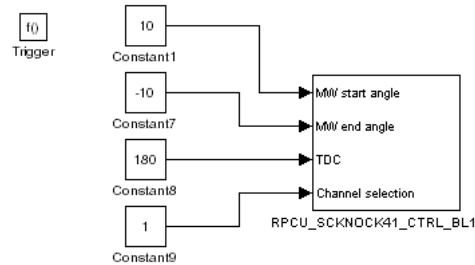 f()
Trigger
10
Constant1
-10
Constant7
180
Constant8
1
Constant9
MW start angle
MW end angle
TDC
Channel selection
RPCU_SCKNOCK41_CTRL_BL1